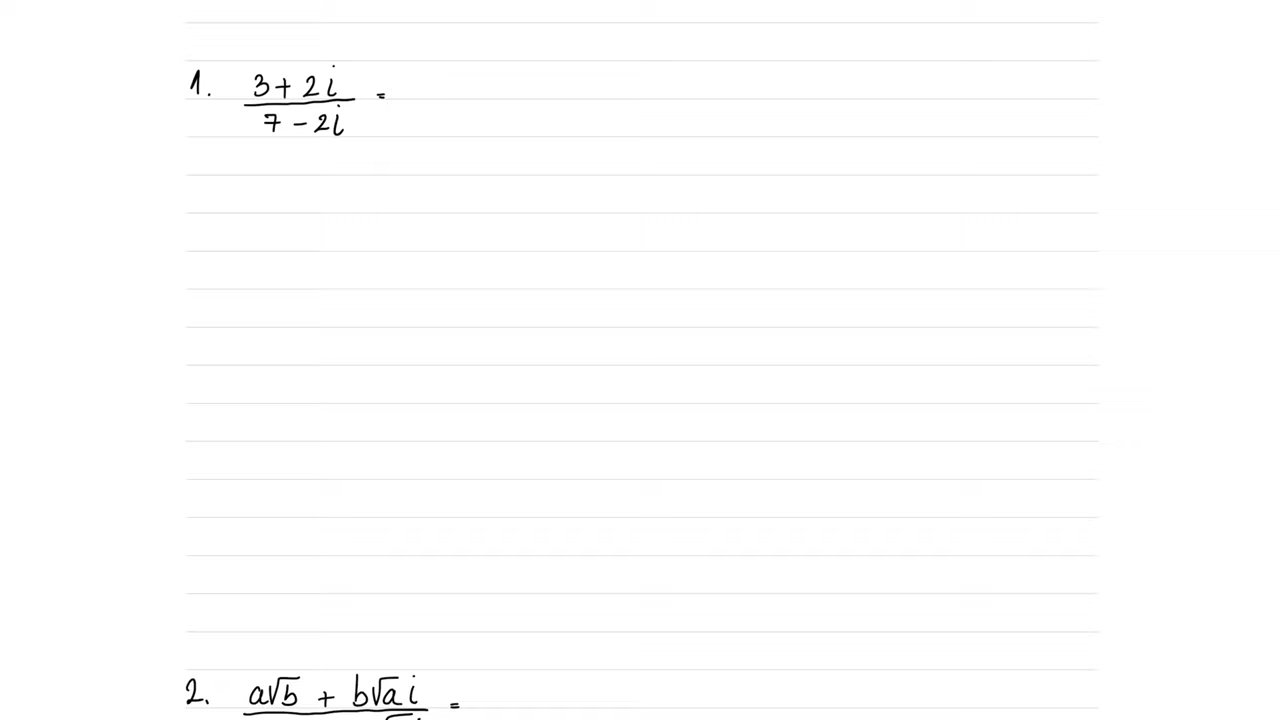 1. 3 + 2i =
7 - 2i
2. a√b + b√a i =